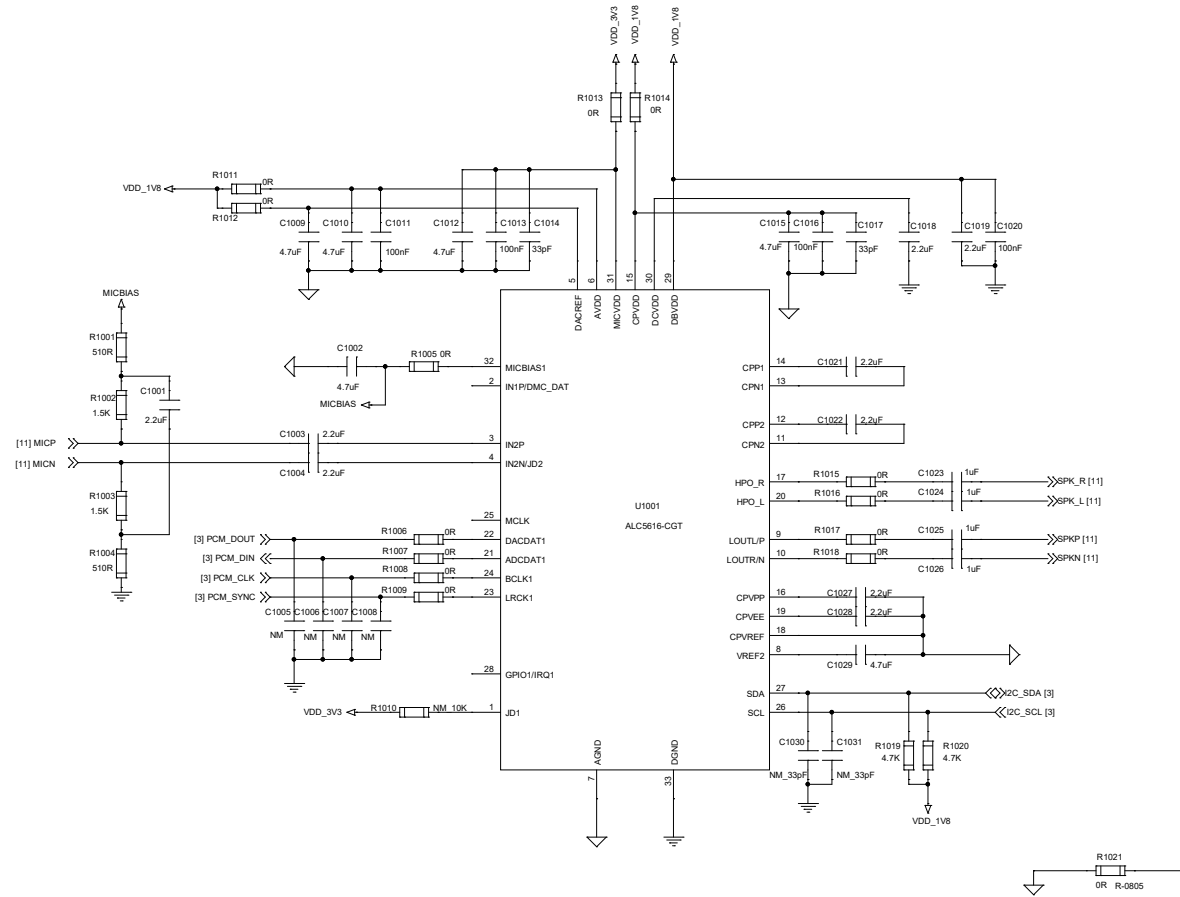 VDD_3V3
VDD_1V8
VDD_1V8
R1013
0R
R1014
0R
R1011
0R
VDD_1V8
R1012
0R
C1009
4.7uF
C1010
4.7uF
C1011
100nF
C1012
4.7uF
C1013
100nF
C1014
33pF
C1015
4.7uF
C1016
100nF
C1017
33pF
C1018
2.2uF
C1019
2.2uF
C1020
100nF
5
6
31
15
30
29
DACREF
AVDD
MICVDD
CPVDD
DCVDD
DBVDD
MICBIAS
R1001
510R
R1002
1.5K
C1001
2.2uF
C1002
4.7uF
R1005 0R
MICBIAS
32
MICBIAS1
2
IN1P/DMC_DAT
[11] MICP
C1003
2.2uF
3
IN2P
[11] MICN
C1004
2.2uF
4
IN2N/JD2
R1003
1.5K
R1004
510R
25
MCLK
[3] PCM_DOUT
R1006
0R
22
DACDAT1
[3] PCM_DIN
R1007
0R
21
ADCDAT1
[3] PCM_CLK
R1008
0R
24
BCLK1
[3] PCM_SYNC
R1009
0R
23
LRCK1
C1005
NM
C1006
NM
C1007
NM
C1008
NM
28
GPIO1/IRQ1
VDD_3V3
R1010
NM_10K
1
JD1
U1001
ALC5616-CGT
CPP1
14
C1021
2.2uF
CPN1
13
CPP2
12
C1022
2.2uF
CPN2
11
HPO_R
17
R1015
0R
C1023
1uF
SPK_R [11]
HPO_L
20
R1016
0R
C1024
1uF
SPK_L [11]
LOUTL/P
9
R1017
0R
C1025
1uF
SPKP [11]
LOUTR/N
10
R1018
0R
C1026
1uF
SPKN [11]
CPVPP
16
C1027
2.2uF
CPVEE
19
C1028
2.2uF
CPVREF
18
VREF2
8
C1029
4.7uF
SDA
27
I2C_SDA [3]
SCL
26
I2C_SCL [3]
C1030
NM_33pF
C1031
NM_33pF
R1019
4.7K
R1020
4.7K
VDD_1V8
AGND
7
DGND
33
R1021
0R R-0805